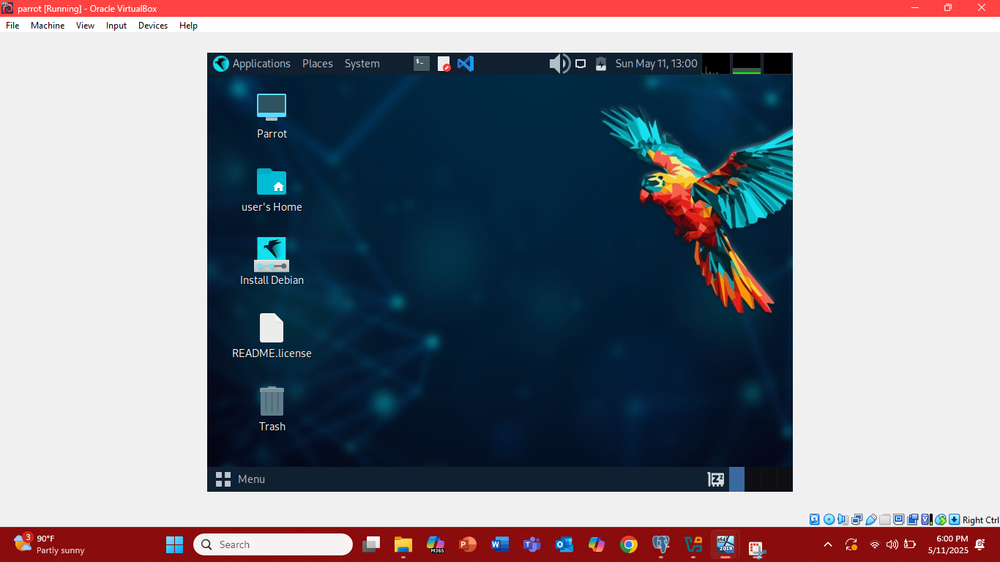 parrot [Running] - Oracle VirtualBox
File Machine View Input Devices Help
Applications Places System Sun May 11, 13:00
Parrot
user's Home
Install Debian
README.license
Trash
Menu
Right Ctrl
3
90°F
Partly sunny
Search
M365
x64
2019
6:00 PM
5/11/2025